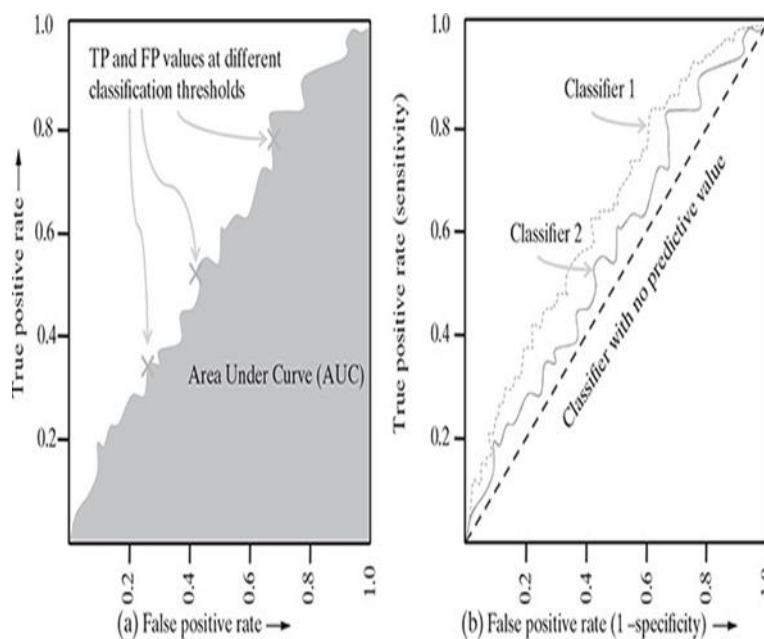 1.0
TP and FP values at different
classification thresholds
0.8
0.6
0.4
0.2
True positive rate
Area Under Curve (AUC)
0.2
0.4
0.6
0.8
1.0
(a) False positive rate
1.0
Classifier 1
0.8
0.6
Classifier 2
0.4
0.2
True positive rate (sensitivity)
Classifier with no predictive value
0.2
0.4
0.6
0.8
1.0
(b) False positive rate (1 –specificity)